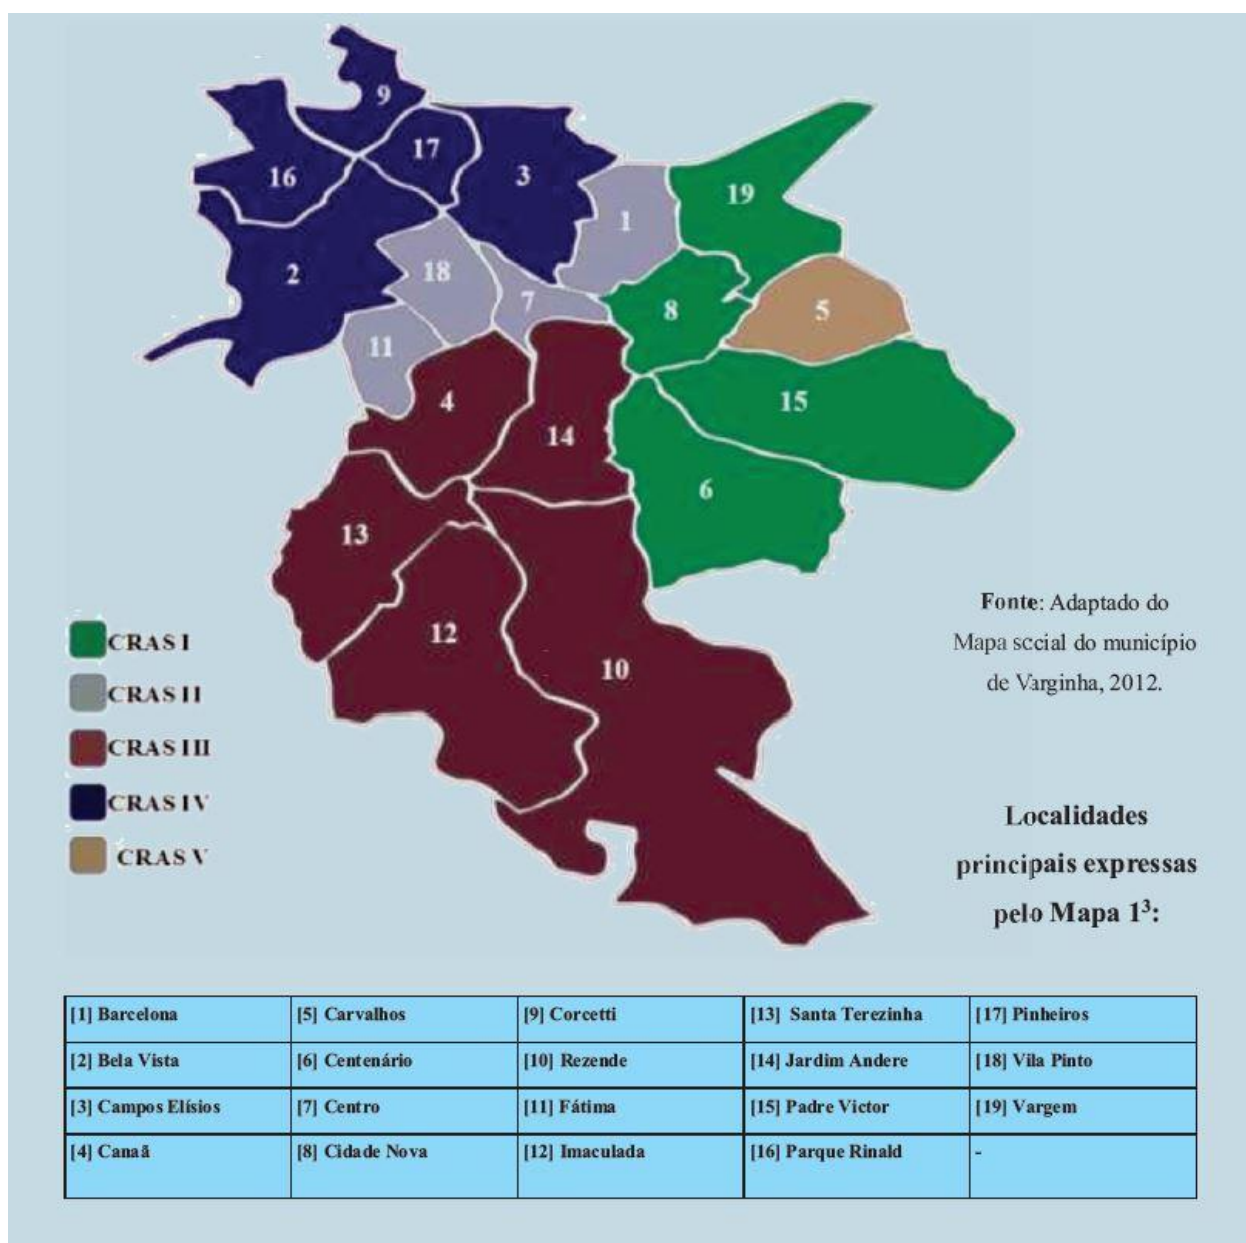 9
17
3
16
19
1
18
2
7
8
5
11
4
15
14
6
13
12
10
CRAS I
CRAS II
CRAS III
CRAS IV
CRAS V
Fonte: Adaptado do
Mapa social do município
de Varginha, 2012.
Localidades
principais expressas
pelo Mapa 1³:
[1] Barcelona [5] Carvalhos [9] Corcetti [13] Santa Terezinha [17] Pinheiros
[2] Bela Vista [6] Centenário [10] Rezende [14] Jardim Andere [18] Vila Pinto
[3] Campos Elísios [7] Centro [11] Fátima [15] Padre Victor [19] Vargem
[4] Canaã [8] Cidade Nova [12] Imaculada [16] Parque Rinald -